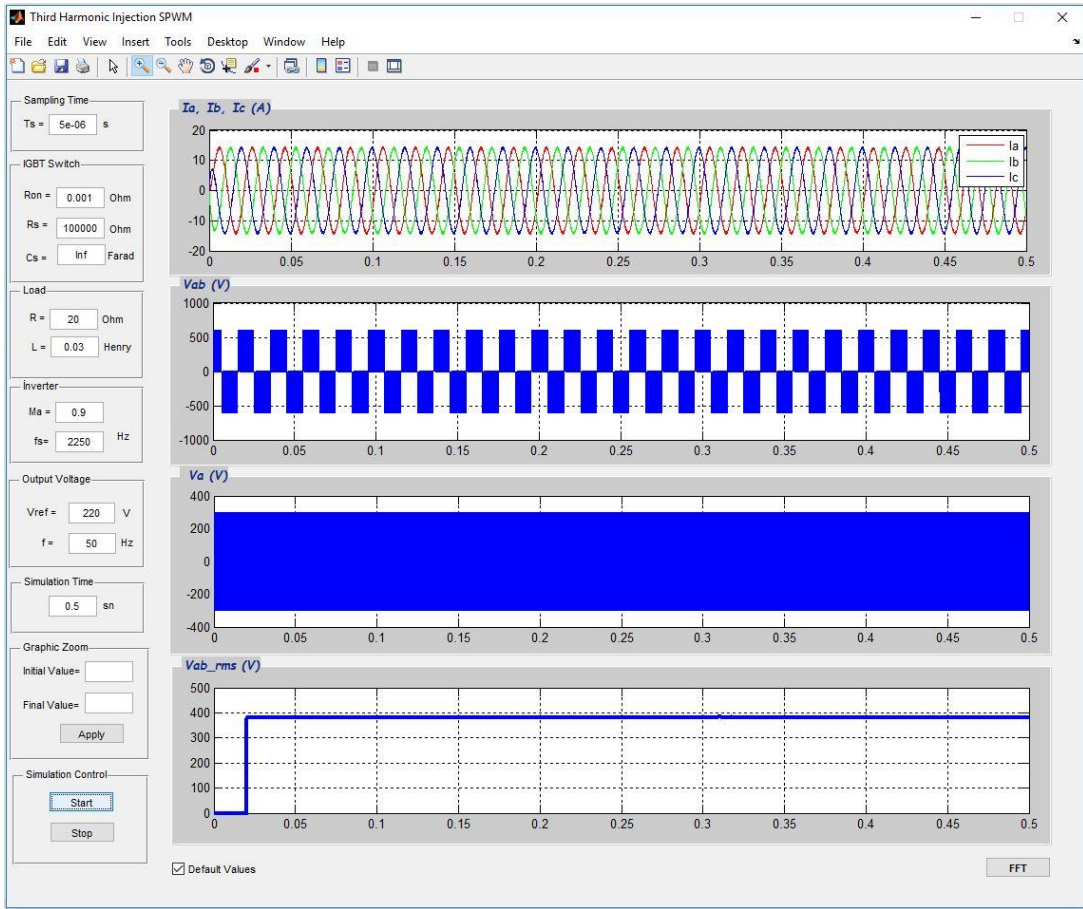 Third Harmonic Injection SPWM
File Edit View Insert Tools Desktop Window Help
Sampling Time
Ts = 5e-06 s
IGBT Switch
Ron = 0.001 Ohm
Rs = 100000 Ohm
Cs = Inf Farad
Load
R = 20 Ohm
L = 0.03 Henry
İnverter
Ma = 0.9
fs= 2250 Hz
Output Voltage
Vref = 220 V
f = 50 Hz
Simulation Time
0.5 sn
Graphic Zoom
Initial Value=
Final Value=
Apply
Simulation Control
Start
Stop
Ia, Ib, Ic (A)
20
10
0
-10
-20
0 0.05 0.1 0.15 0.2 0.25 0.3 0.35 0.4 0.45 0.5
Ia
Ib
Ic
Vab (V)
1000
500
0
-500
-1000
0 0.05 0.1 0.15 0.2 0.25 0.3 0.35 0.4 0.45 0.5
Va (V)
400
200
0
-200
-400
0 0.05 0.1 0.15 0.2 0.25 0.3 0.35 0.4 0.45 0.5
Vab_rms (V)
500
400
300
200
100
0
0 0.05 0.1 0.15 0.2 0.25 0.3 0.35 0.4 0.45 0.5
Default Values
FFT